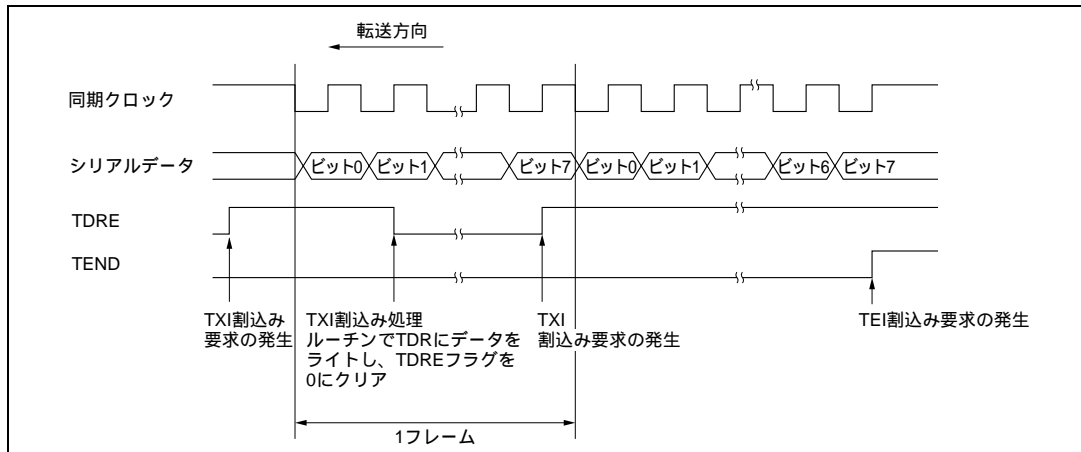 転送方向
同期クロック
シリアルデータ
ビット0 ビット1 ビット7 ビット0 ビット1 ビット6 ビット7
TDRE
TEND
TXI割込み
要求の発生
TXI割込み処理
ルーチンでTDRにデータを
ライトし、TDREフラグを
0にクリア
TXI
割込み要求の発生
TEI割込み要求の発生
1フレーム